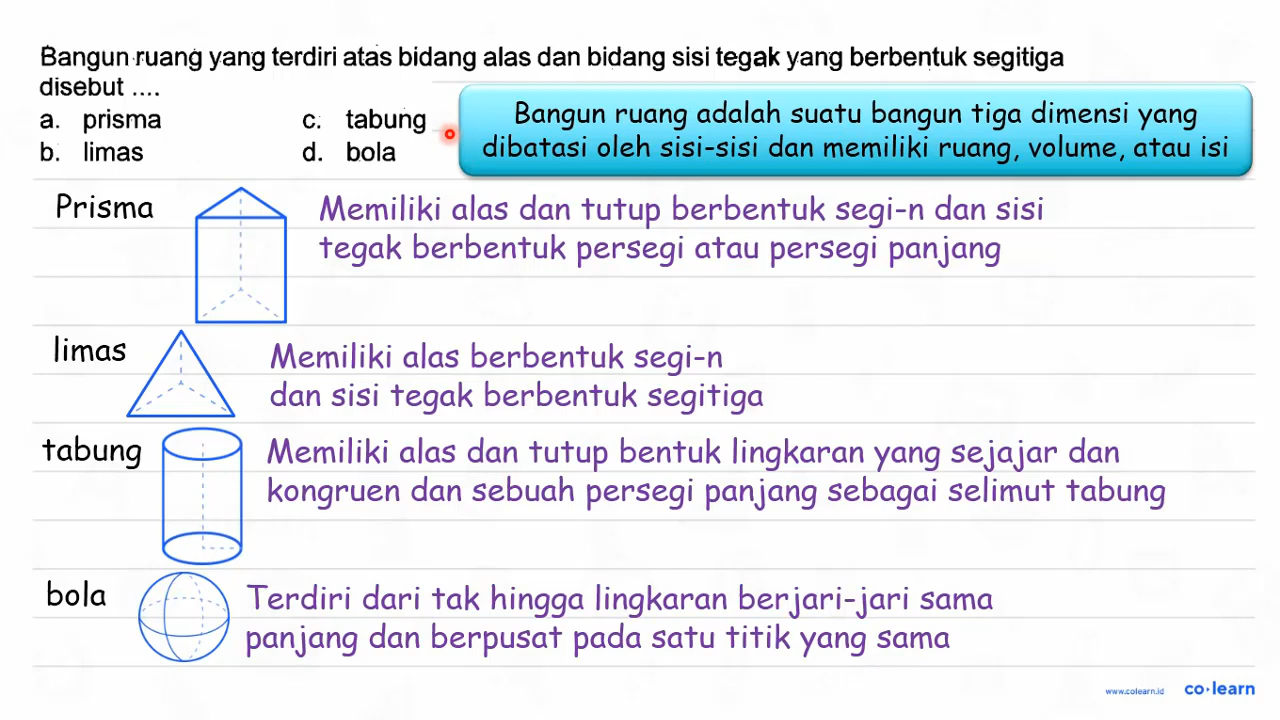 Bangun ruang yang terdiri atas bidang alas dan bidang sisi tegak yang berbentuk segitiga
disebut ....
a. prisma c. tabung
b. limas d. bola
Bangun ruang adalah suatu bangun tiga dimensi yang
dibatasi oleh sisi-sisi dan memiliki ruang, volume, atau isi
Prisma
Memiliki alas dan tutup berbentuk segi-n dan sisi
tegak berbentuk persegi atau persegi panjang
limas
Memiliki alas berbentuk segi-n
dan sisi tegak berbentuk segitiga
tabung
Memiliki alas dan tutup bentuk lingkaran yang sejajar dan
kongruen dan sebuah persegi panjang sebagai selimut tabung
bola
Terdiri dari tak hingga lingkaran berjari-jari sama
panjang dan berpusat pada satu titik yang sama
www.colearn.id co·learn